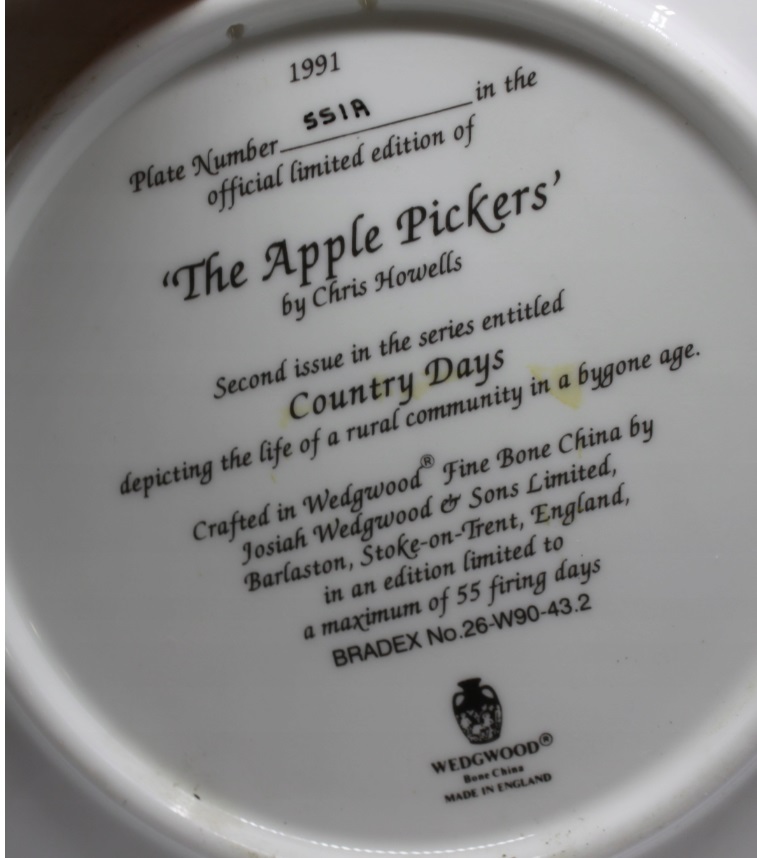 1991
Plate Number 551A in the
official limited edition of
‘The Apple Pickers’
by Chris Howells
Second issue in the series entitled
Country Days
depicting the life of a rural community in a bygone age.
Crafted in Wedgwood® Fine Bone China by
Josiah Wedgwood & Sons Limited,
Barlaston, Stoke-on-Trent, England,
in an edition limited to
a maximum of 55 firing days
BRADEX No.26-W90-43.2
WEDGWOOD®
Bone China
MADE IN ENGLAND